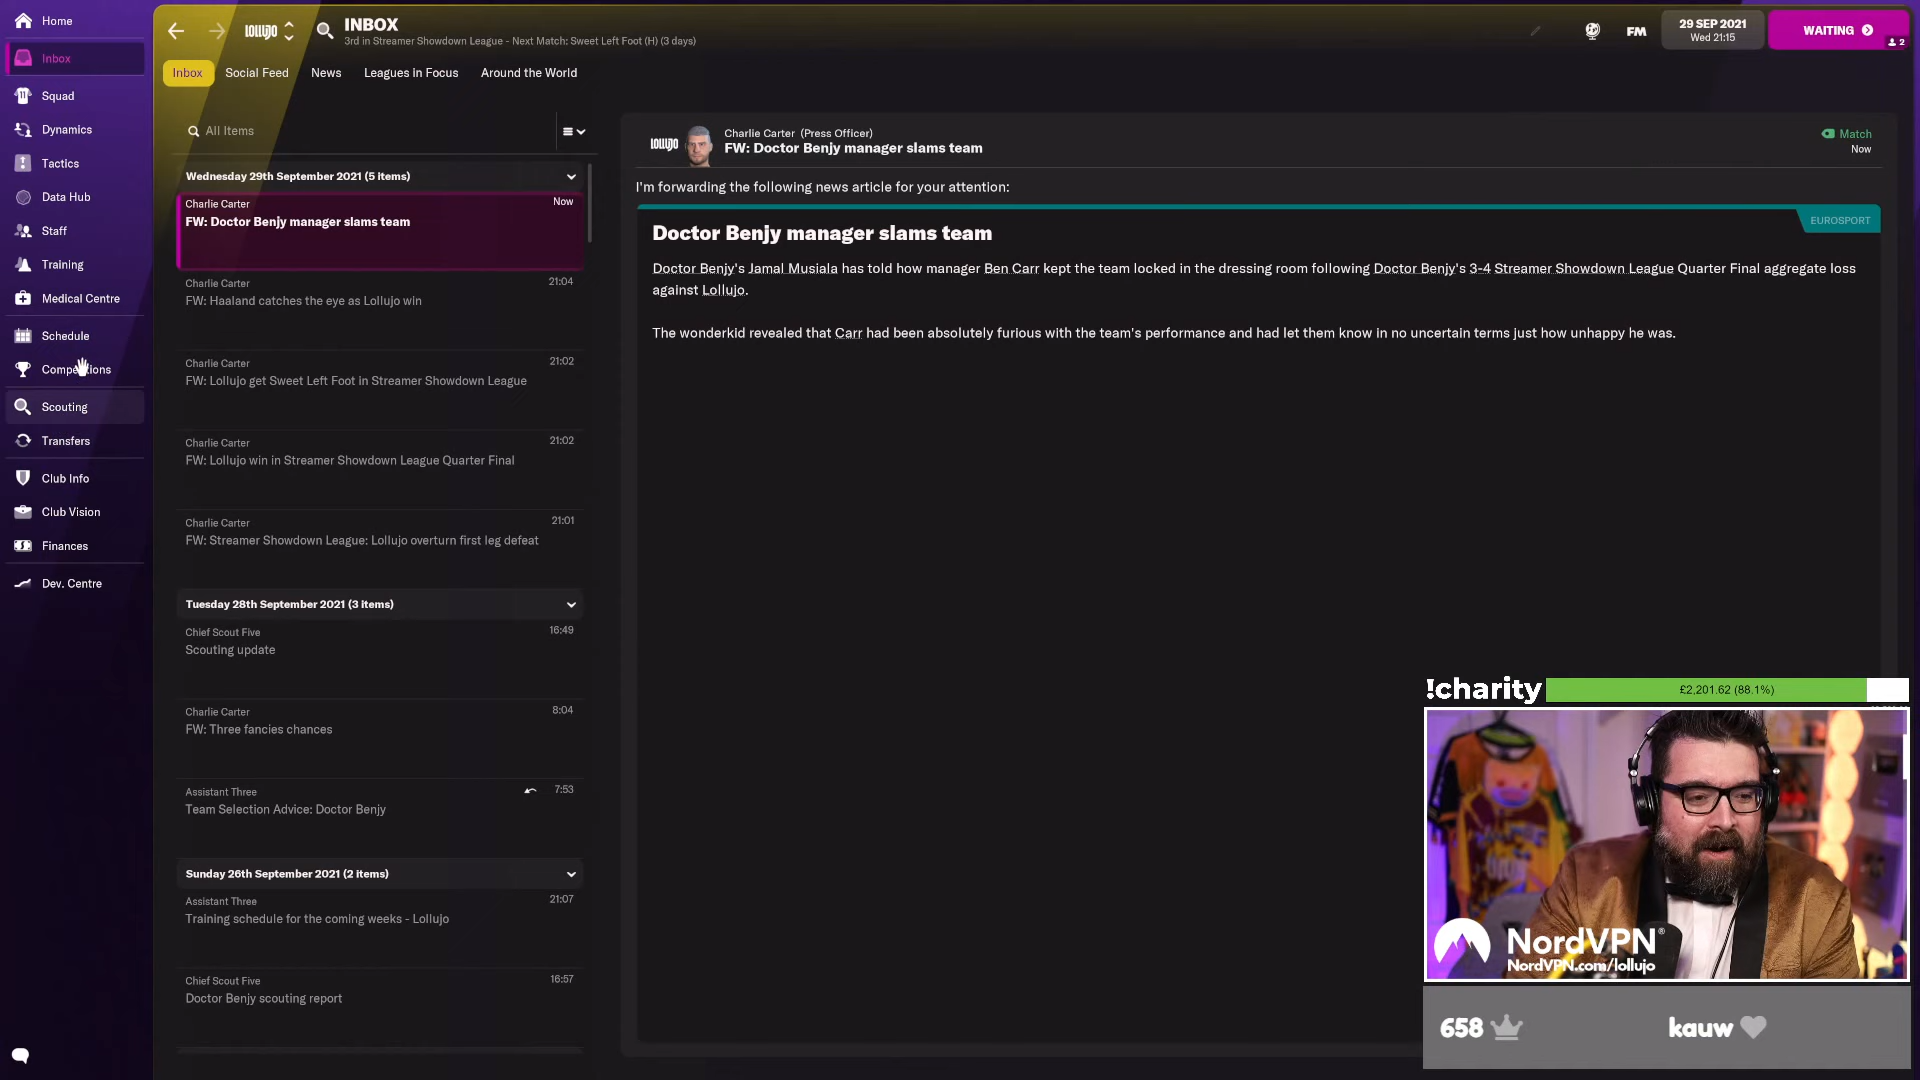 Home
Inbox
Squad
Dynamics
Tactics
Data Hub
Staff
Training
Medical Centre
Schedule
Scouting
Transfers
Club Info
Club Vision
Finances
Dev. Centre
LOLLUJO
INBOX
3rd in Streamer Showdown League - Next Match: Sweet Left Foot (H) (3 days)
FM
29 SEP 2021
Wed 21:15
WAITING
2
Inbox
Social Feed
News
Leagues in Focus
Around the World
All Items
Wednesday 29th September 2021 (5 items)
Charlie Carter
Now
FW: Doctor Benjy manager slams team
Charlie Carter
21:04
FW: Haaland catches the eye as Lollujo win
Charlie Carter
21:02
FW: Lollujo get Sweet Left Foot in Streamer Showdown League
Charlie Carter
21:02
FW: Lollujo win in Streamer Showdown League Quarter Final
Charlie Carter
21:01
FW: Streamer Showdown League: Lollujo overturn first leg defeat
Tuesday 28th September 2021 (3 items)
Chief Scout Five
16:49
Scouting update
Charlie Carter
8:04
FW: Three fancies chances
Assistant Three
7:53
Team Selection Advice: Doctor Benjy
Sunday 26th September 2021 (2 items)
Assistant Three
21:07
Training schedule for the coming weeks - Lollujo
Chief Scout Five
16:57
Doctor Benjy scouting report
LOLLUJO
Charlie Carter (Press Officer)
FW: Doctor Benjy manager slams team
Match
Now
I'm forwarding the following news article for your attention:
EUROSPORT
Doctor Benjy manager slams team
Doctor Benjy's Jamal Musiala has told how manager Ben Carr kept the team locked in the dressing room following Doctor Benjy's 3-4 Streamer Showdown League Quarter Final aggregate loss
against Lollujo.
The wonderkid revealed that Carr had been absolutely furious with the team's performance and had let them know in no uncertain terms just how unhappy he was.
!charity
£2,201.62 (88.1%)
NordVPN®
NordVPN.com/lollujo
658
kauw